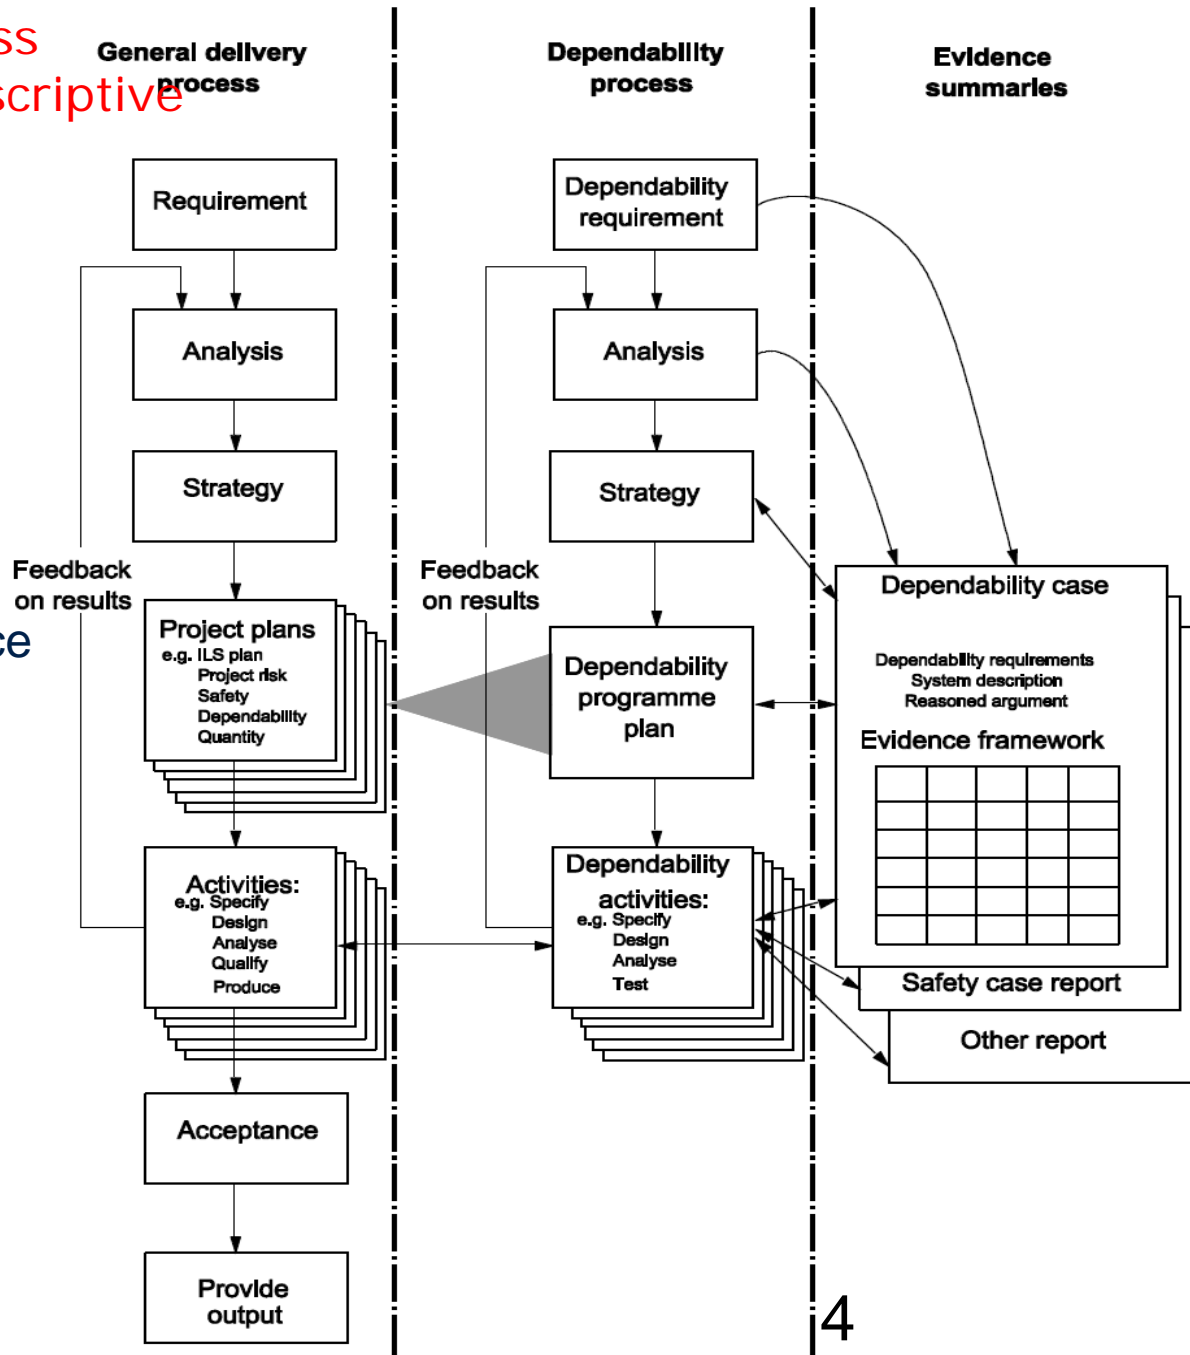 ss
scriptive
General delivery
process
Requirement
Analysis
Strategy
Feedback
on results
ce
Project plans
e.g. ILS plan
Project risk
Safety
Dependability
Quantity
Activities:
e.g. Specify
Design
Analyse
Qualify
Produce
Acceptance
Provide
output
Dependability
process
Dependability
requirement
Analysis
Strategy
Feedback
on results
Dependability
programme
plan
Dependability
activities:
e.g. Specify
Design
Analyse
Test
Evidence
summaries
Dependability case
Dependability requirements
System description
Reasoned argument
Evidence framework
Safety case report
Other report
4